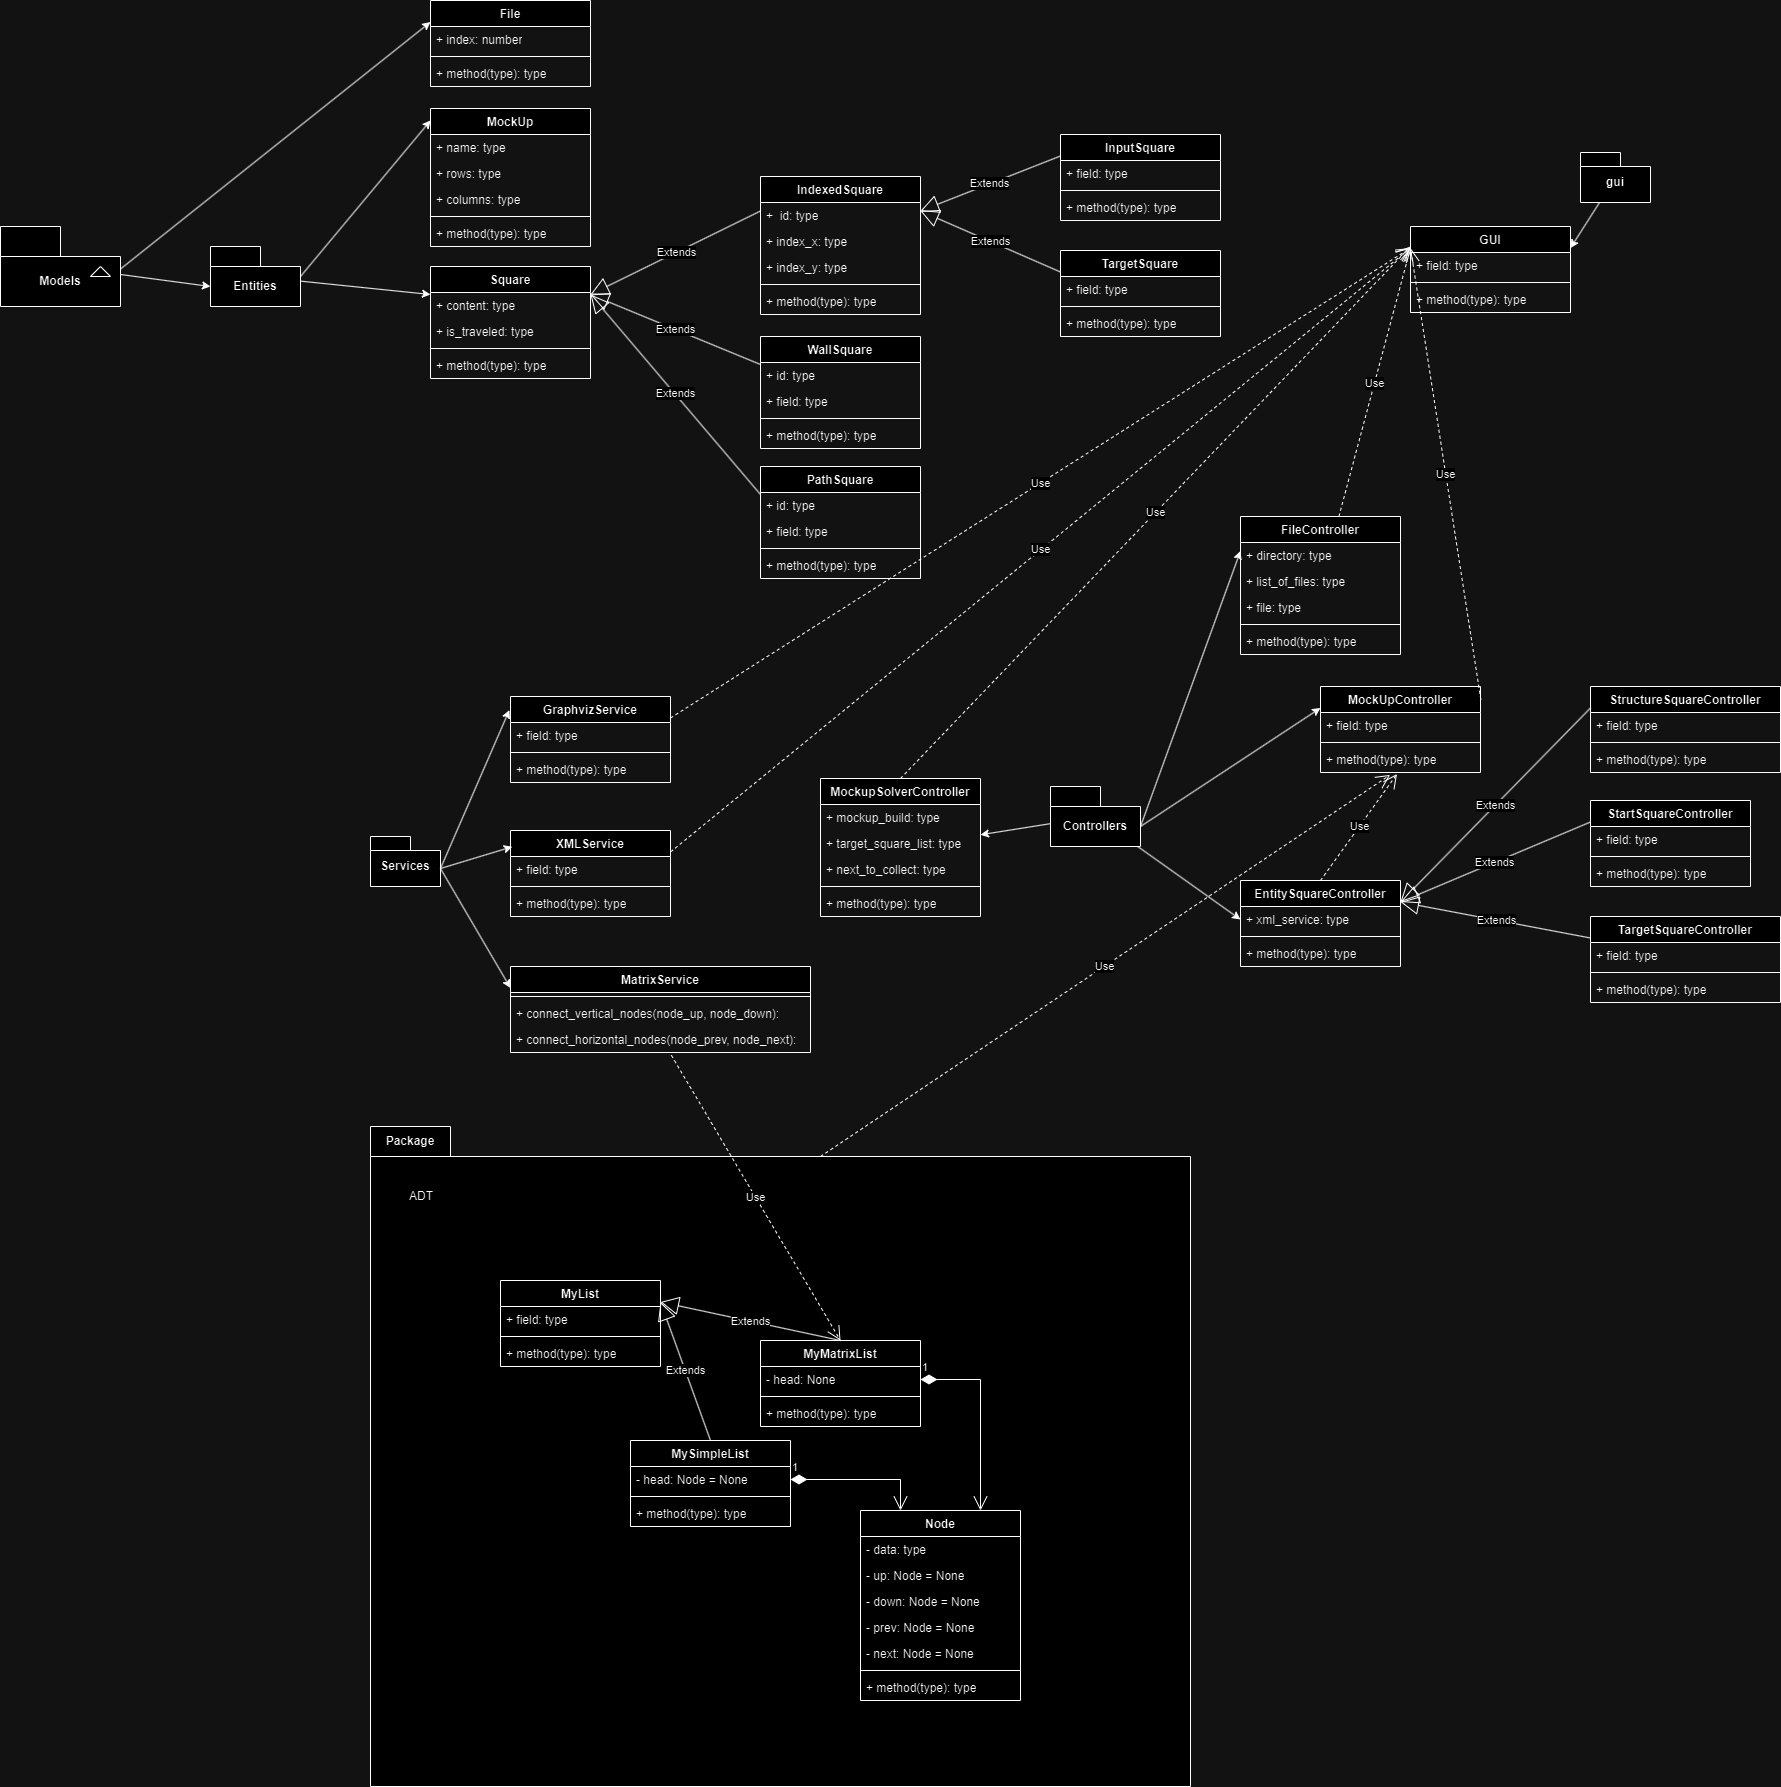 File
+ index: number
+ method(type): type
MockUp
+ name: type
+ rows: type
+ columns: type
+ method(type): type
Models
Entities
Square
+ content: type
+ is_traveled: type
+ method(type): type
Extends
Extends
Extends
IndexedSquare
+  id: type
+ index_x: type
+ index_y: type
+ method(type): type
WallSquare
+ id: type
+ field: type
+ method(type): type
PathSquare
+ id: type
+ field: type
+ method(type): type
Extends
Extends
InputSquare
+ field: type
+ method(type): type
TargetSquare
+ field: type
+ method(type): type
gui
GUI
+ field: type
+ method(type): type
Use
Use
Use
Use
Use
FileController
+ directory: type
+ list_of_files: type
+ file: type
+ method(type): type
Services
GraphvizService
+ field: type
+ method(type): type
XMLService
+ field: type
+ method(type): type
MatrixService
+ connect_vertical_nodes(node_up, node_down):
+ connect_horizontal_nodes(node_prev, node_next):
MockupSolverController
+ mockup_build: type
+ target_square_list: type
+ next_to_collect: type
+ method(type): type
Controllers
MockUpController
+ field: type
+ method(type): type
Use
Use
EntitySquareController
+ xml_service: type
+ method(type): type
Extends
Extends
Extends
StructureSquareController
+ field: type
+ method(type): type
StartSquareController
+ field: type
+ method(type): type
TargetSquareController
+ field: type
+ method(type): type
Package
ADT
Use
MyList
+ field: type
+ method(type): type
Extends
Extends
MyMatrixList
- head: None
+ method(type): type
1
MySimpleList
- head: Node = None
+ method(type): type
1
Node
- data: type
- up: Node = None
- down: Node = None
- prev: Node = None
- next: Node = None
+ method(type): type